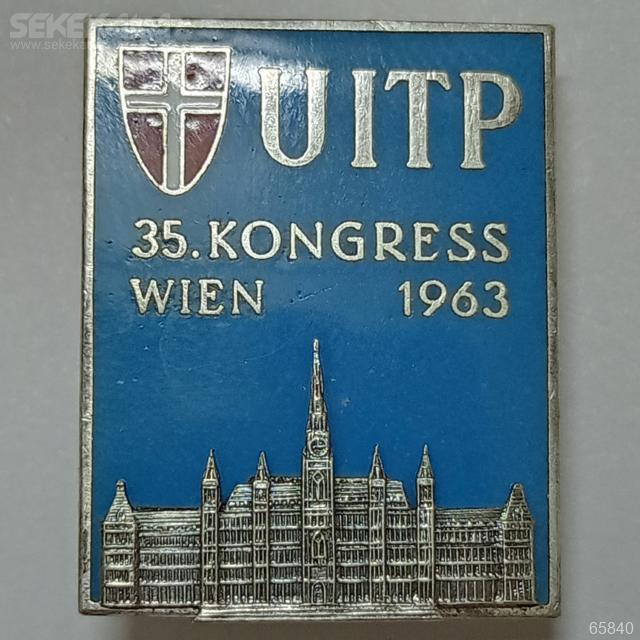 UITP
35. KONGRESS
WIEN 1963
65840